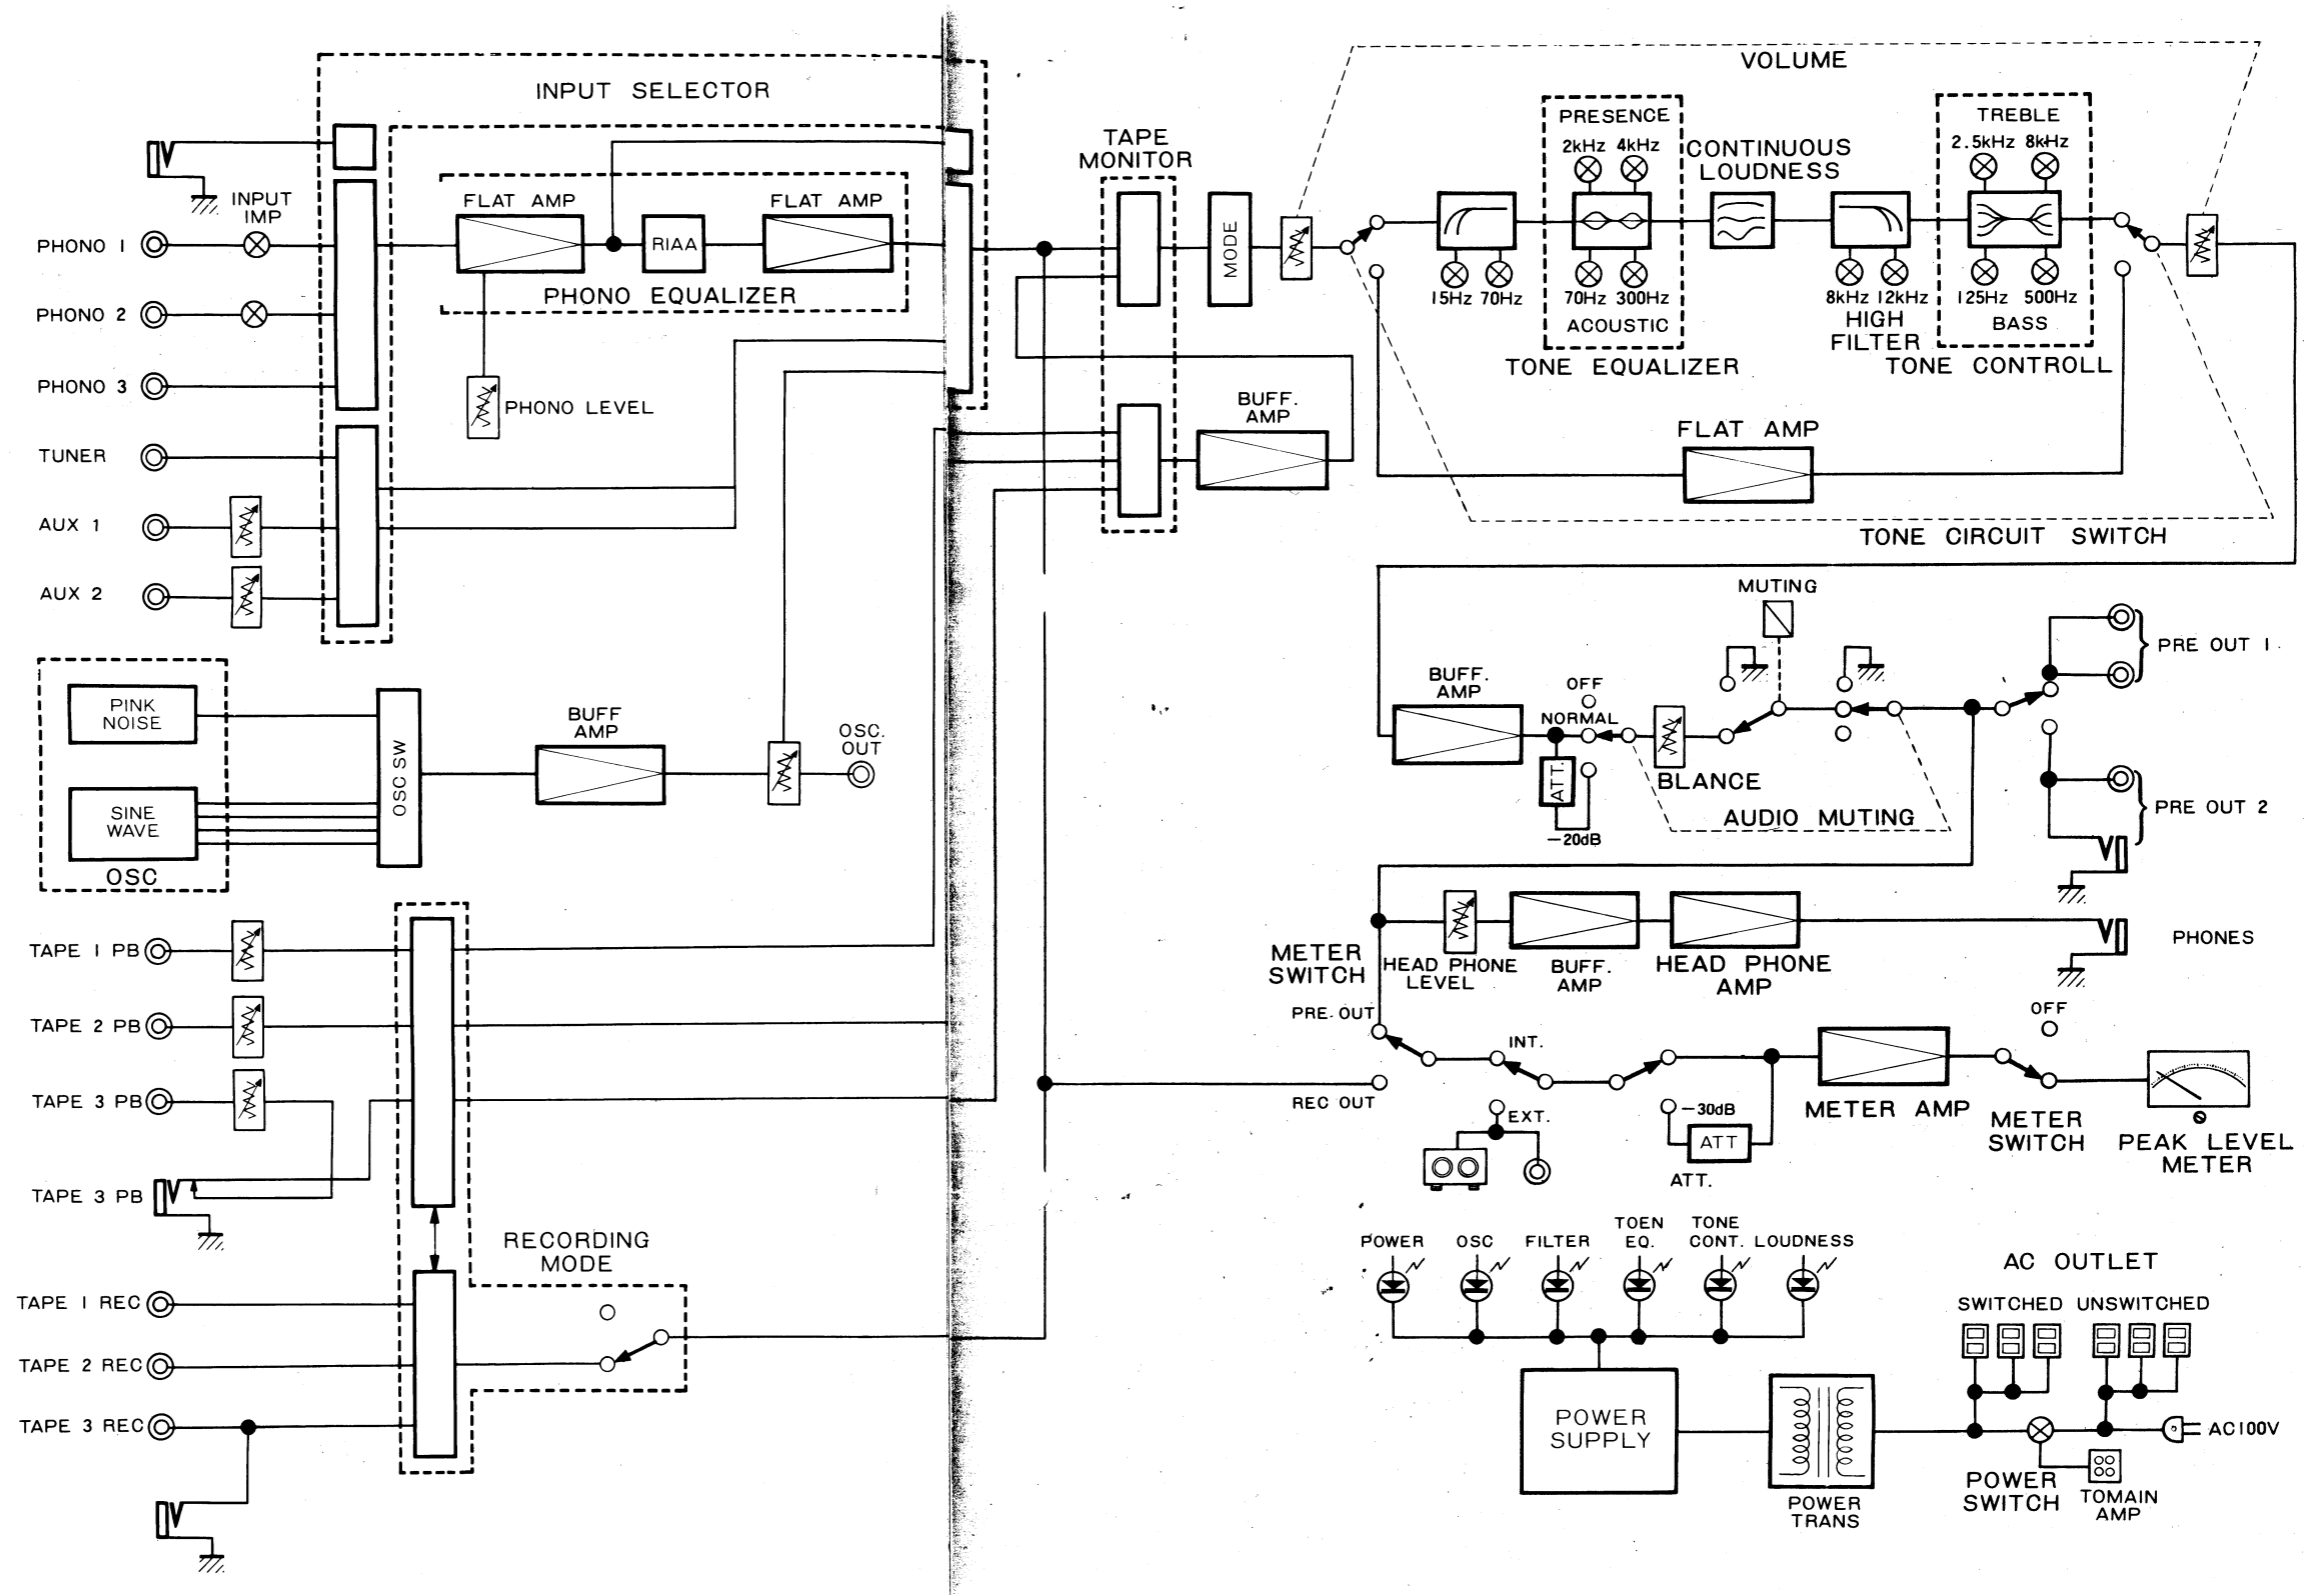 INPUT SELECTOR
INPUT
IMP
PHONO 1
PHONO 2
PHONO 3
TUNER
AUX 1
AUX 2
FLAT AMP
RIAA
FLAT AMP
PHONO EQUALIZER
PHONO LEVEL
PINK
NOISE
SINE
WAVE
OSC
OSC SW
BUFF
AMP
OSC.
OUT
TAPE 1 PB
TAPE 2 PB
TAPE 3 PB
TAPE 3 PB
RECORDING
MODE
TAPE 1 REC
TAPE 2 REC
TAPE 3 REC
TAPE
MONITOR
MODE
BUFF.
AMP
VOLUME
PRESENCE
2kHz 4kHz
15Hz 70Hz
70Hz 300Hz
ACOUSTIC
TONE EQUALIZER
CONTINUOUS
LOUDNESS
8kHz 12kHz
HIGH
FILTER
TREBLE
2.5kHz 8kHz
125Hz 500Hz
BASS
TONE CONTROLL
FLAT AMP
TONE CIRCUIT SWITCH
BUFF.
AMP
OFF
NORMAL
ATT.
-20dB
BLANCE
MUTING
AUDIO MUTING
PRE OUT 1
PRE OUT 2
METER
SWITCH
HEAD PHONE
LEVEL
BUFF.
AMP
HEAD PHONE
AMP
PHONES
PRE OUT
REC OUT
INT.
EXT.
-30dB
ATT
ATT.
METER AMP
OFF
METER
SWITCH
PEAK LEVEL
METER
POWER
OSC
FILTER
TOEN
EQ.
TONE
CONT.
LOUDNESS
POWER
SUPPLY
POWER
TRANS
AC OUTLET
SWITCHED UNSWITCHED
AC100V
POWER
SWITCH
TOMAIN
AMP